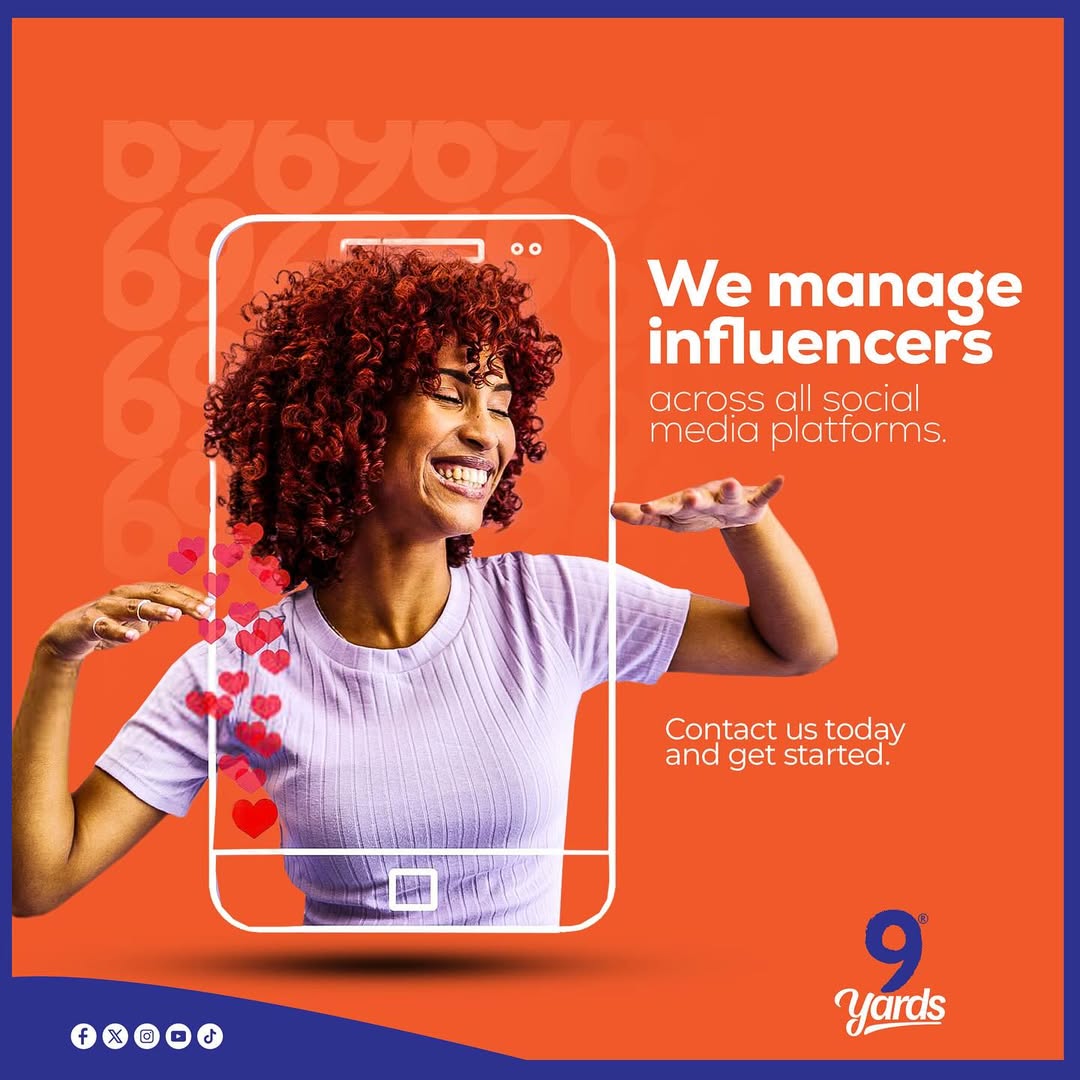 We manage
influencers
across all social
media platforms.
Contact us today
and get started.
9®
yards